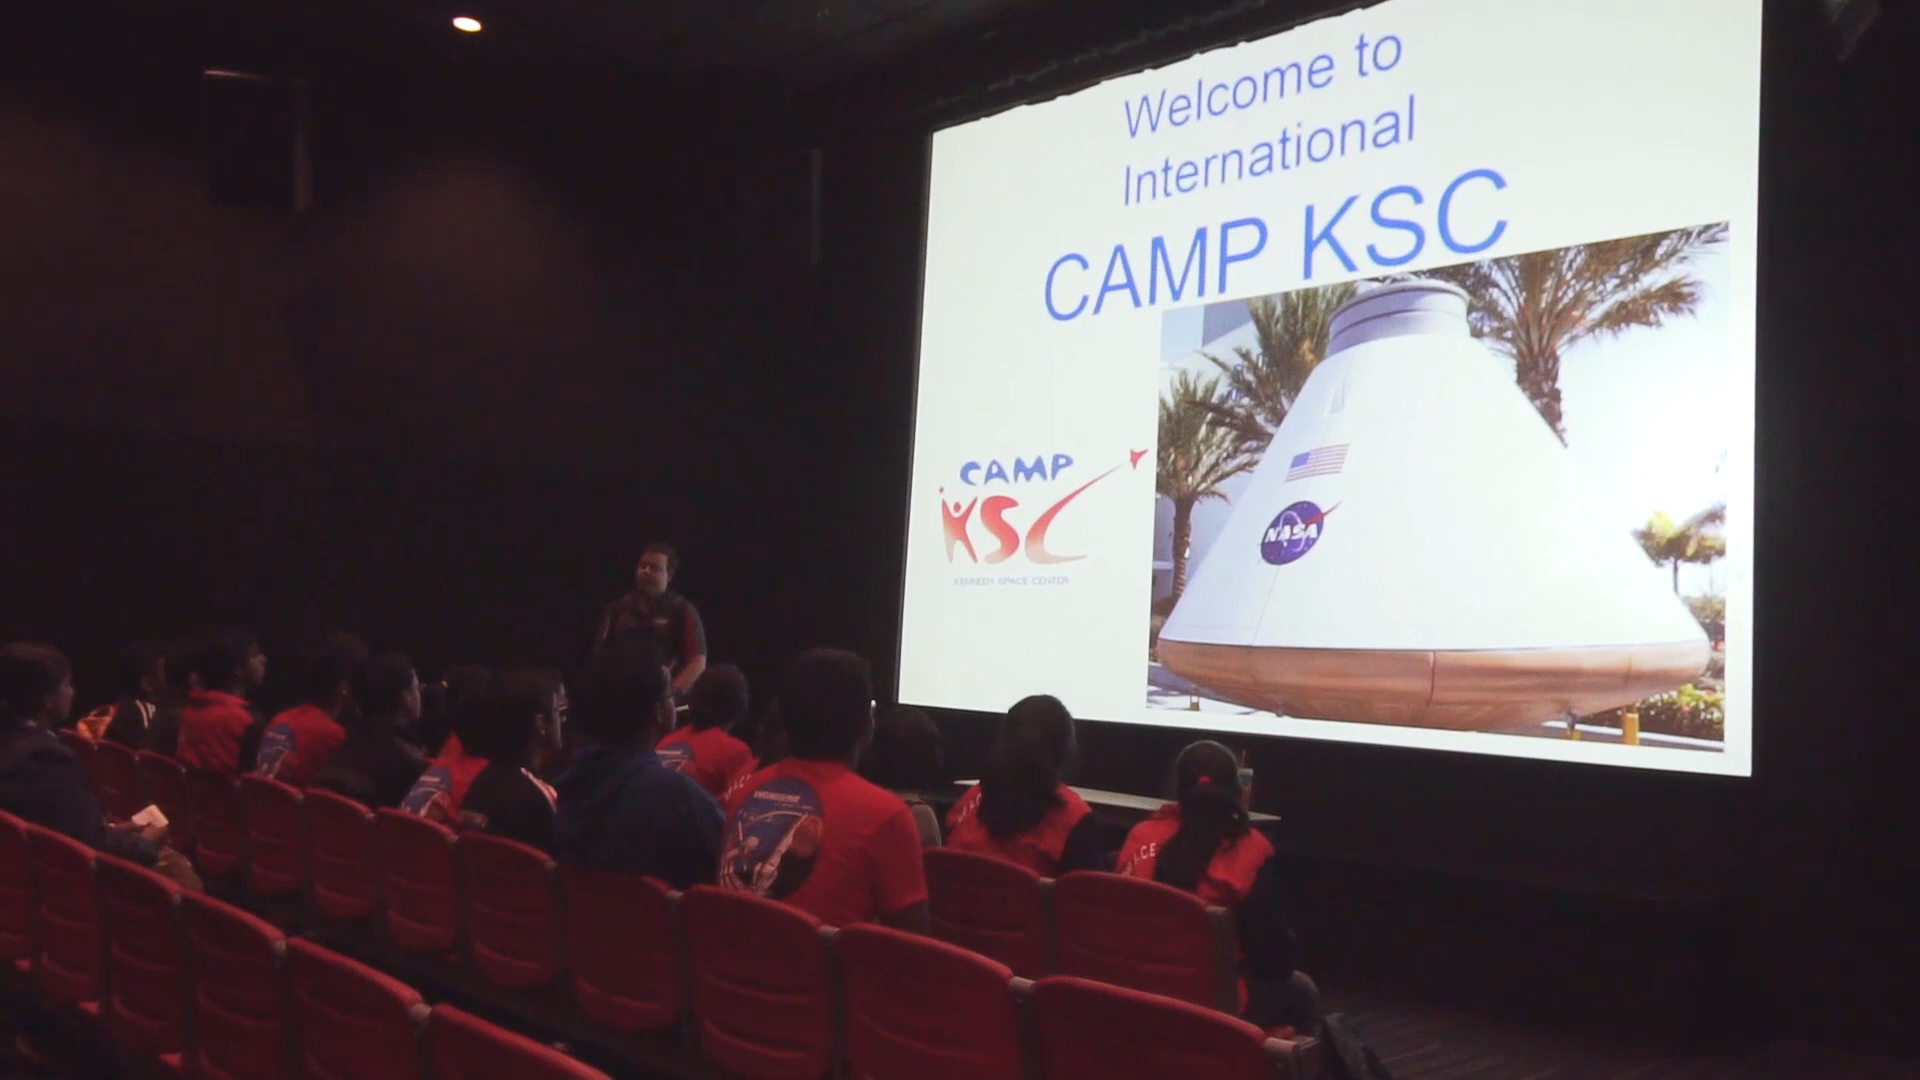 Welcome to
International
CAMP KSC
CAMP
KSC
KENNEDY SPACE CENTER
NASA